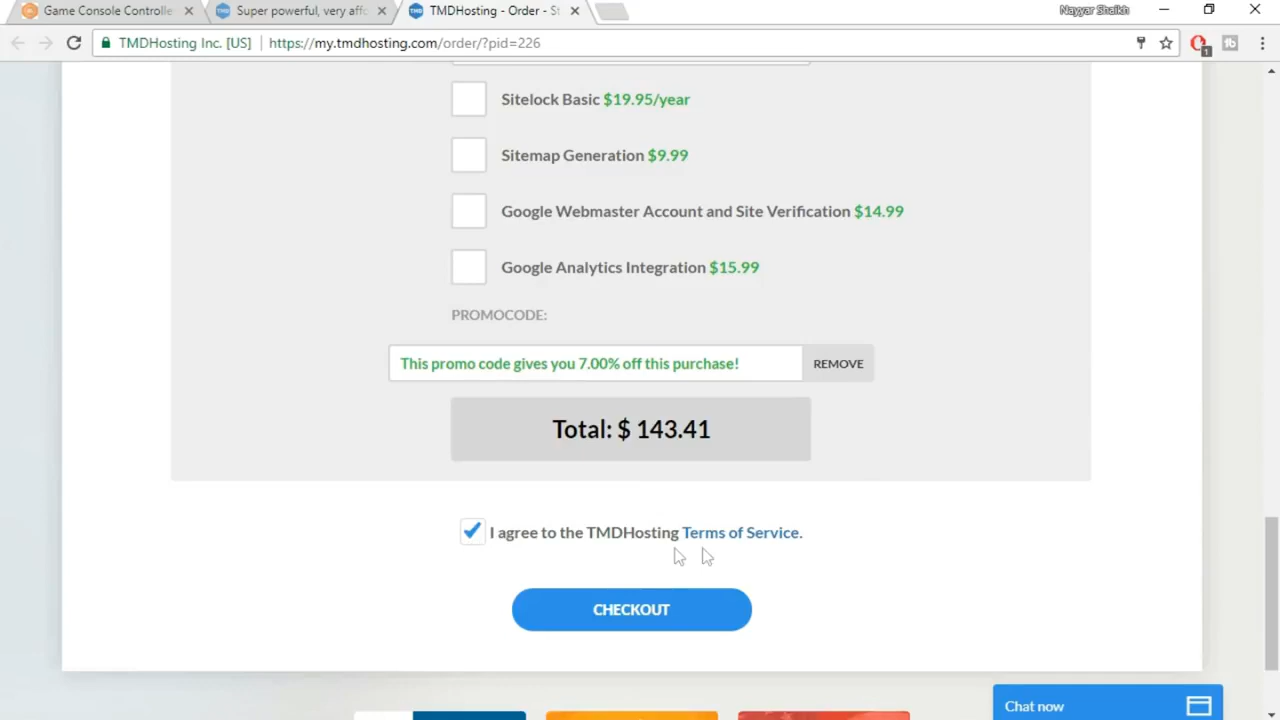 Game Console Controlle
Super powerful, very affo
TMDHosting - Order - S
Nayyar Shaikh
TMDHosting Inc. [US]
https://my.tmdhosting.com/order/?pid=226
1
Sitelock Basic $19.95/year
Sitemap Generation $9.99
Google Webmaster Account and Site Verification $14.99
Google Analytics Integration $15.99
PROMOCODE:
This promo code gives you 7.00% off this purchase!
REMOVE
Total: $ 143.41
I agree to the TMDHosting Terms of Service.
CHECKOUT
Chat now